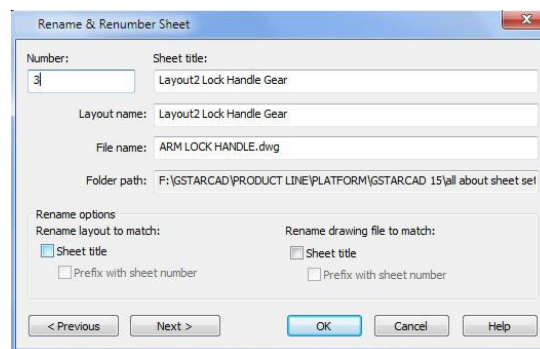 Rename & Renumber Sheet
Number: Sheet title:
3 Layout2 Lock Handle Gear
Layout name: Layout2 Lock Handle Gear
File name: ARM LOCK HANDLE.dwg
Folder path: F:\GSTARCAD\PRODUCT LINE\PLATFORM\GSTARCAD 15\all about sheet set
Rename options
Rename layout to match: Rename drawing file to match:
Sheet title Sheet title
Prefix with sheet number Prefix with sheet number
< Previous Next > OK Cancel Help